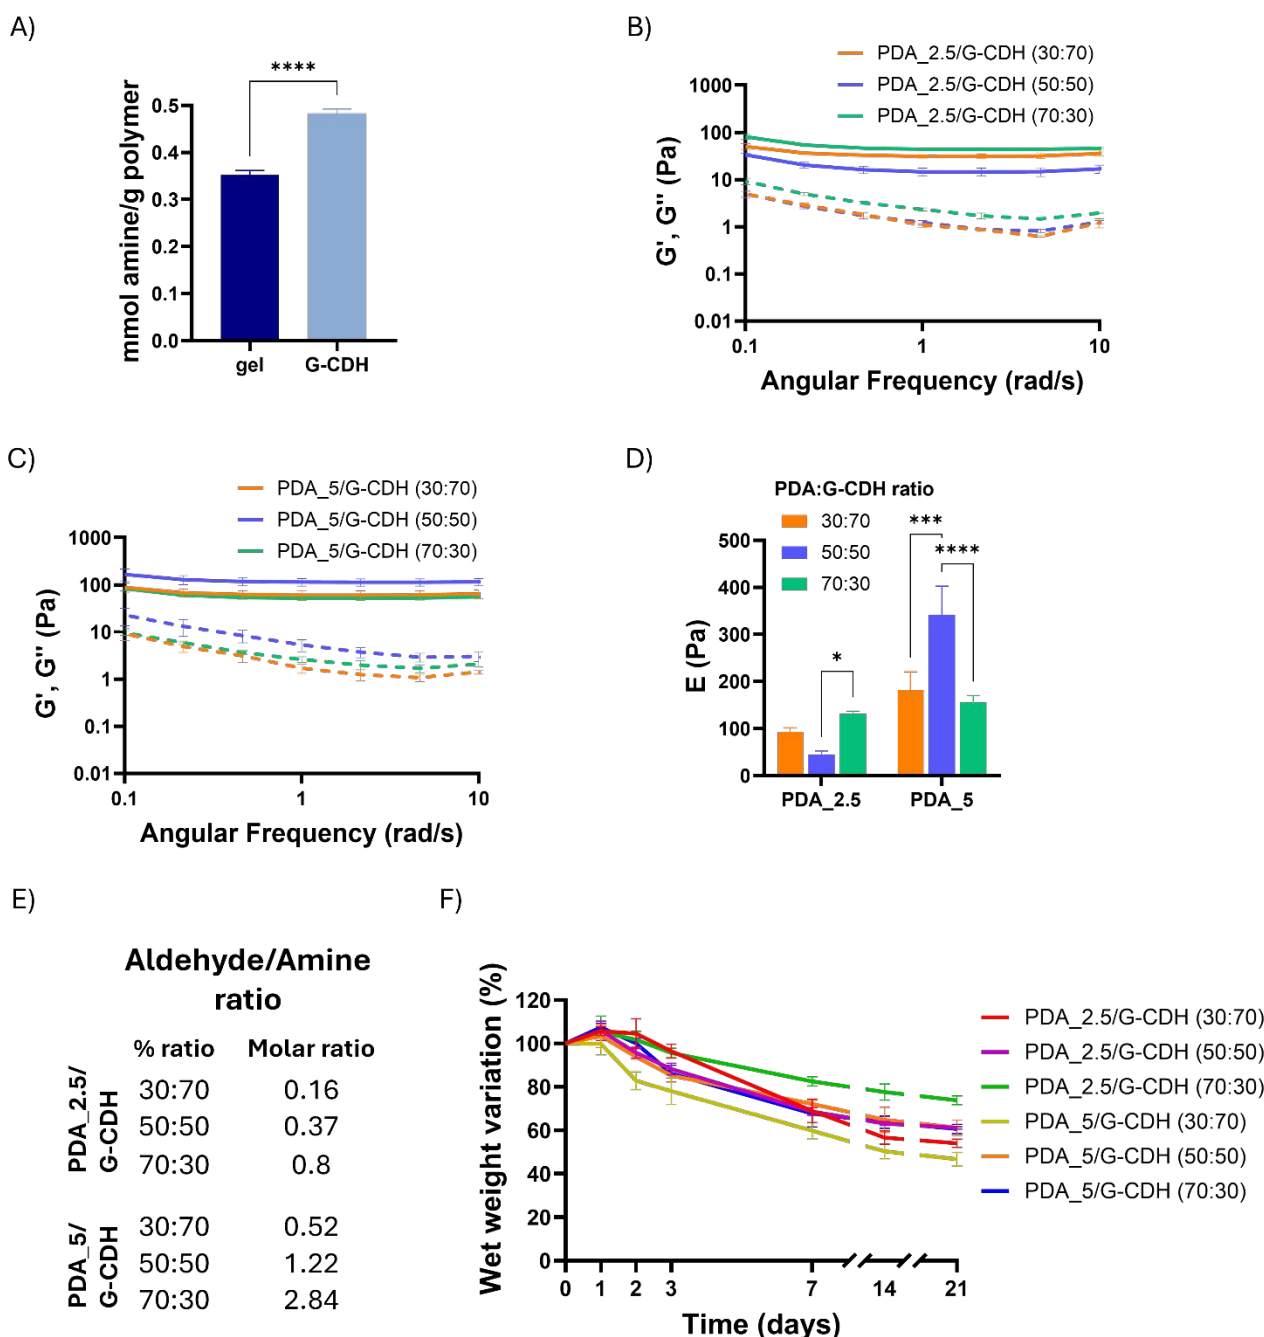 A)
****
mmol amine/g polymer
0.5
0.4
0.3
0.2
0.1
0.0
gel
G-CDH
B)
PDA_2.5/G-CDH (30:70)
PDA_2.5/G-CDH (50:50)
PDA_2.5/G-CDH (70:30)
G', G'' (Pa)
1000
100
10
1
0.1
0.01
0.1
1
10
Angular Frequency (rad/s)
C)
PDA_5/G-CDH (30:70)
PDA_5/G-CDH (50:50)
PDA_5/G-CDH (70:30)
G', G'' (Pa)
1000
100
10
1
0.1
0.01
0.1
1
10
Angular Frequency (rad/s)
D)
PDA:G-CDH ratio
30:70
50:50
70:30
***
****
*
E (Pa)
500
400
300
200
100
0
PDA_2.5
PDA_5
E)
Aldehyde/Amine
ratio
% ratio Molar ratio
PDA_2.5/
G-CDH
30:70 0.16
50:50 0.37
70:30 0.8
PDA_5/
G-CDH
30:70 0.52
50:50 1.22
70:30 2.84
F)
Wet weight variation (%)
120
100
80
60
40
20
0
0
1
2
3
7
14
21
Time (days)
PDA_2.5/G-CDH (30:70)
PDA_2.5/G-CDH (50:50)
PDA_2.5/G-CDH (70:30)
PDA_5/G-CDH (30:70)
PDA_5/G-CDH (50:50)
PDA_5/G-CDH (70:30)